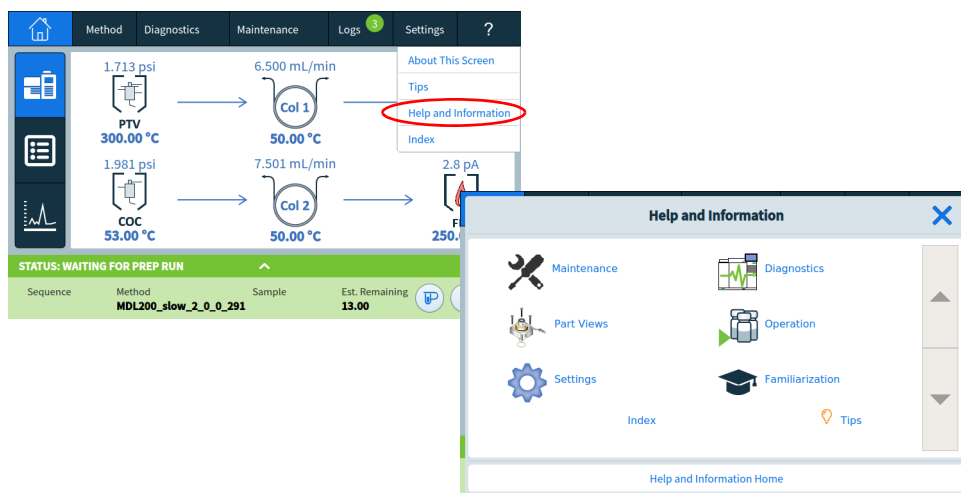 Method Diagnostics Maintenance Logs 3 Settings ?
About This Screen
Tips
Help and Information
Index
1.713 psi 6.500 mL/min
Col 1
PTV
300.00 °C 50.00 °C
1.981 psi 7.501 mL/min 2.8 pA
Col 2
COC
53.00 °C 50.00 °C 250.
STATUS: WAITING FOR PREP RUN
Sequence Method Sample Est. Remaining
MDL200_slow_2_0_0_291 13.00
P
Help and Information
Maintenance Diagnostics
Part Views Operation
Settings Familiarization
Index Tips
Help and Information Home